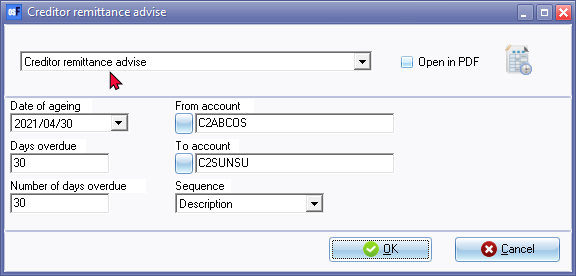 Creditor remittance advise
Creditor remittance advise
Open in PDF
Date of ageing
From account
2021/04/30
C2ABCOS
Days overdue
To account
30
C2SUNSU
Number of days overdue
Sequence
30
Description
OK
Cancel